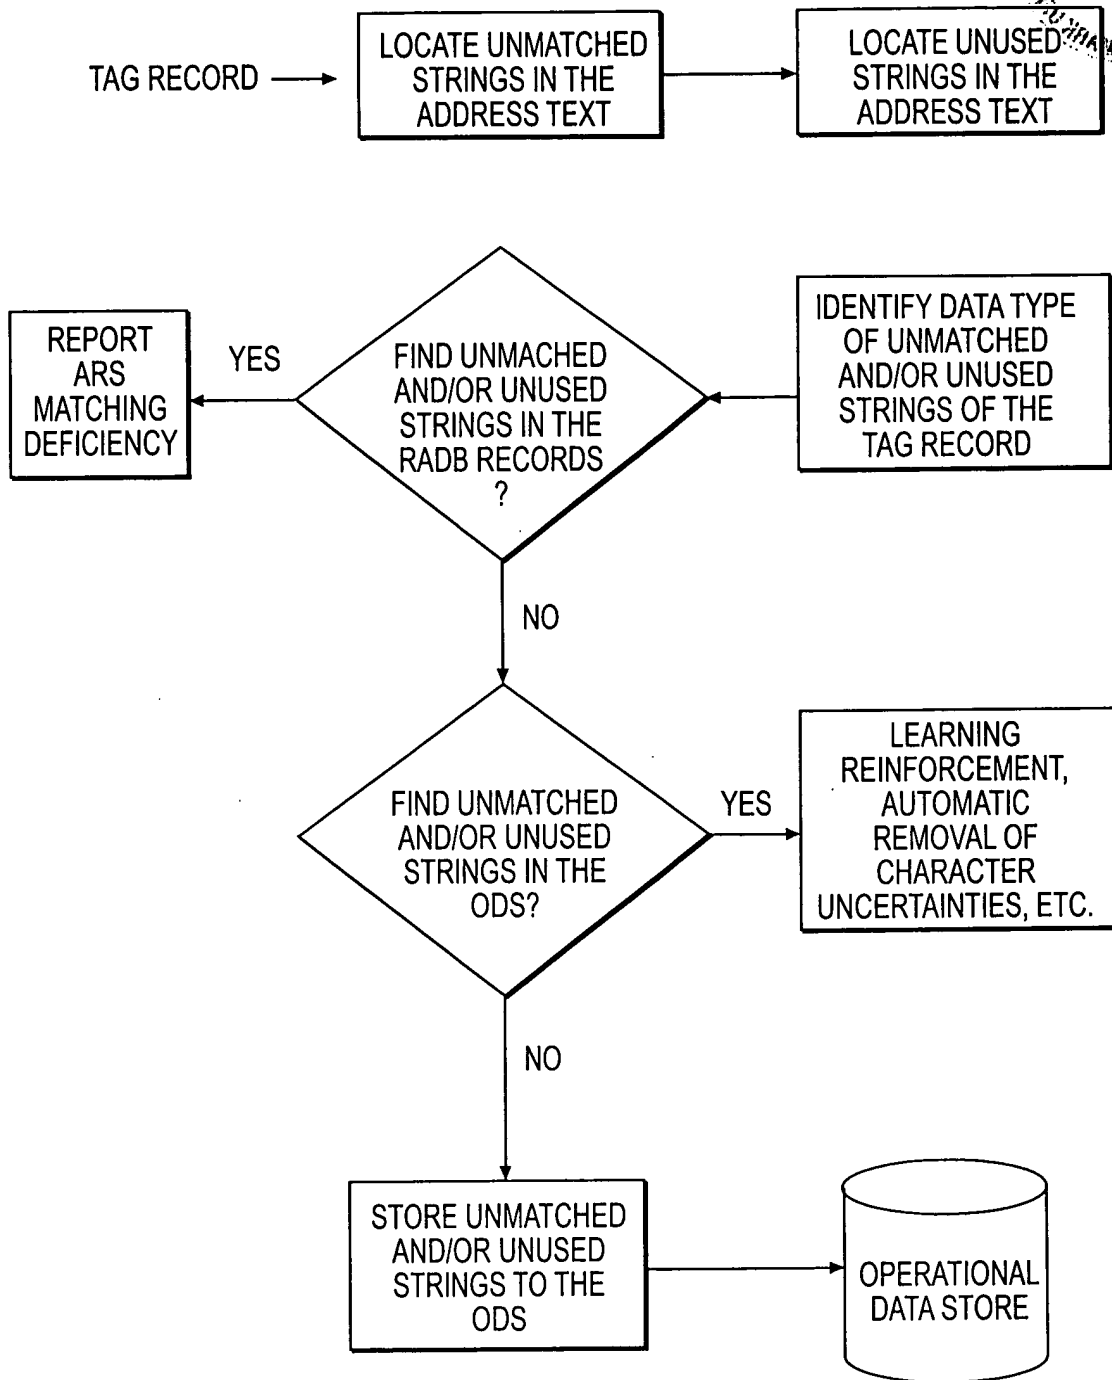 TAG RECORD
LOCATE UNMATCHED
STRINGS IN THE
ADDRESS TEXT
LOCATE UNUSED
STRINGS IN THE
ADDRESS TEXT
IDENTIFY DATA TYPE
OF UNMATCHED
AND/OR UNUSED
STRINGS OF THE
TAG RECORD
FIND UNMACHED
AND/OR UNUSED
STRINGS IN THE
RADB RECORDS
?
YES
REPORT
ARS
MATCHING
DEFICIENCY
NO
FIND UNMATCHED
AND/OR UNUSED
STRINGS IN THE
ODS?
YES
LEARNING
REINFORCEMENT,
AUTOMATIC
REMOVAL OF
CHARACTER
UNCERTAINTIES, ETC.
NO
STORE UNMATCHED
AND/OR UNUSED
STRINGS TO THE
ODS
OPERATIONAL
DATA STORE